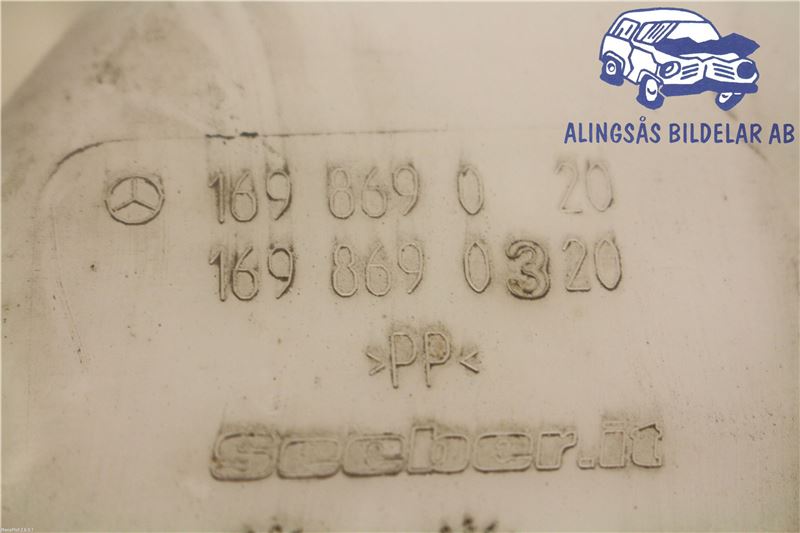 ALINGSÅS BILDELAR AB
169 869 0 20
169 869 0320
>PP<
seeber.it